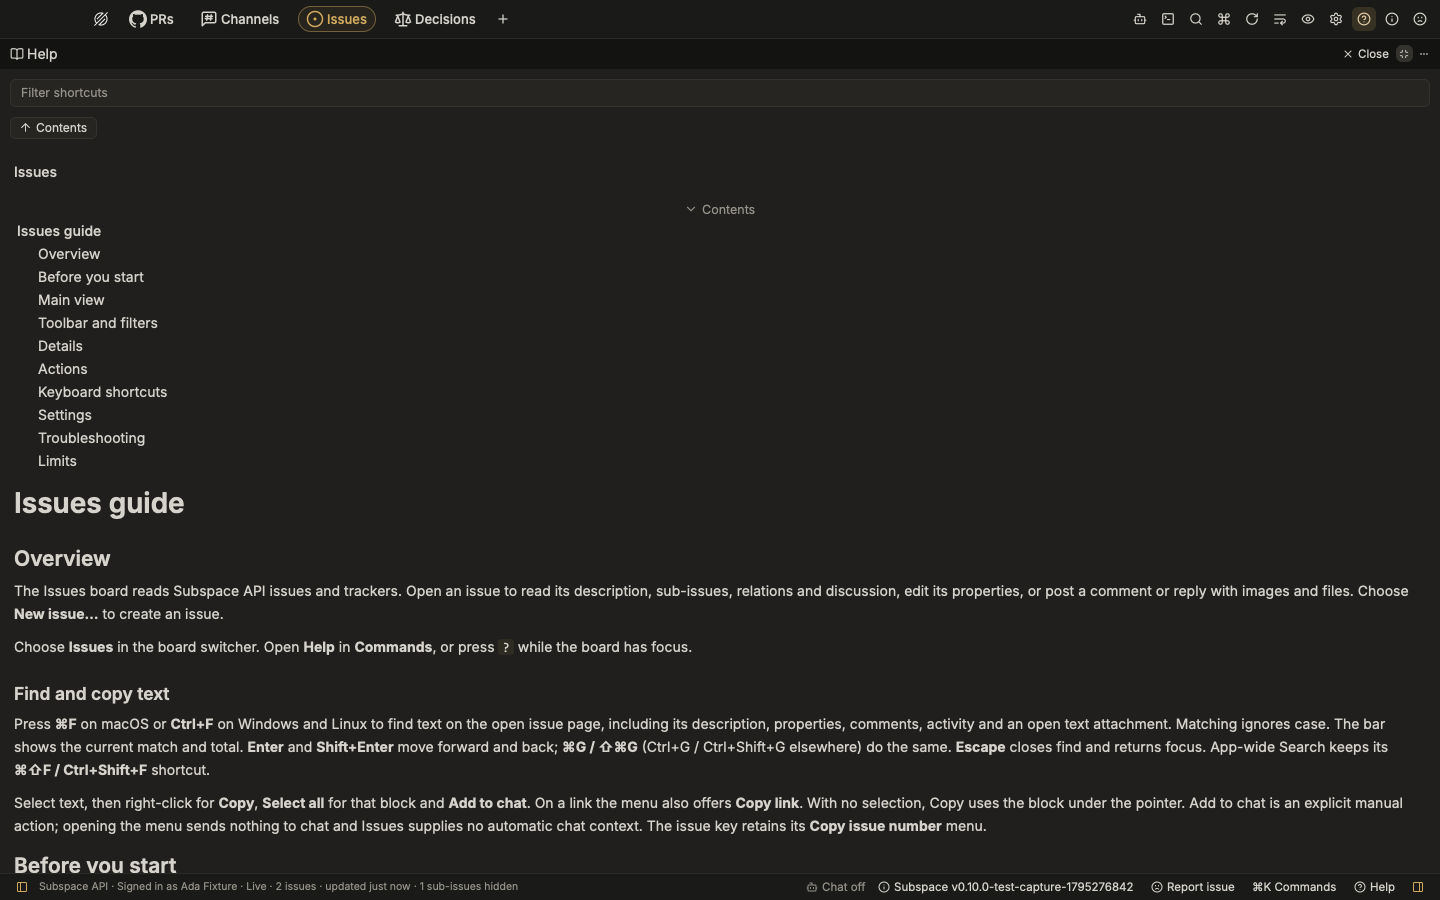 PRs Channels Issues Decisions
Help Close
Filter shortcuts
↑ Contents
Issues
Contents
Issues guide
Overview
Before you start
Main view
Toolbar and filters
Details
Actions
Keyboard shortcuts
Settings
Troubleshooting
Limits
Issues guide
Overview
The Issues board reads Subspace API issues and trackers. Open an issue to read its description, sub-issues, relations and discussion, edit its properties, or post a comment or reply with images and files. Choose
New issue... to create an issue.
Choose Issues in the board switcher. Open Help in Commands, or press ? while the board has focus.
Find and copy text
Press ⌘F on macOS or Ctrl+F on Windows and Linux to find text on the open issue page, including its description, properties, comments, activity and an open text attachment. Matching ignores case. The bar
shows the current match and total. Enter and Shift+Enter move forward and back; ⌘G / ⇧⌘G (Ctrl+G / Ctrl+Shift+G elsewhere) do the same. Escape closes find and returns focus. App-wide Search keeps its
⌘⇧F / Ctrl+Shift+F shortcut.
Select text, then right-click for Copy, Select all for that block and Add to chat. On a link the menu also offers Copy link. With no selection, Copy uses the block under the pointer. Add to chat is an explicit manual
action; opening the menu sends nothing to chat and Issues supplies no automatic chat context. The issue key retains its Copy issue number menu.
Before you start
Subspace API · Signed in as Ada Fixture · Live · 2 issues · updated just now · 1 sub-issues hidden Chat off Subspace v0.10.0-test-capture-1795276842 Report issue ⌘K Commands Help